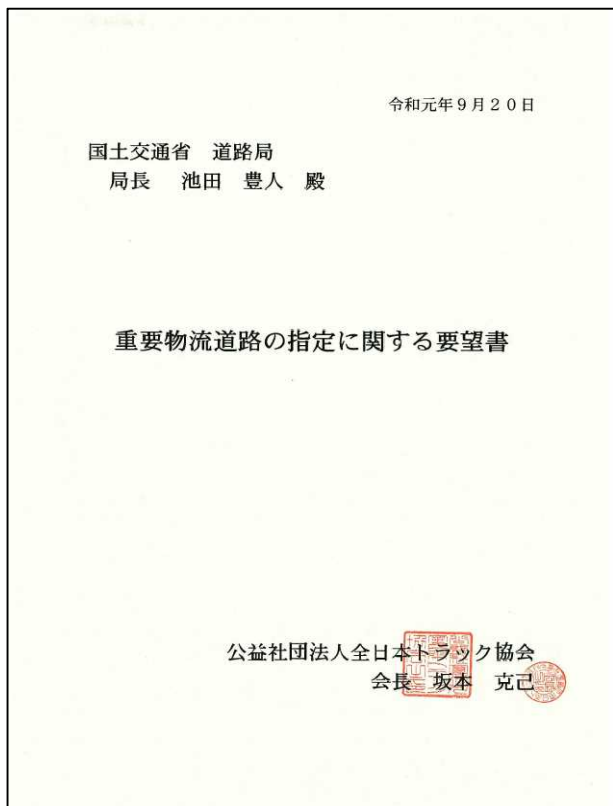 令和元年９月２０日
国土交通省　道路局
局長　池田　豊人　殿
重要物流道路の指定に関する要望書
公益社団法人全日本トラック協会
会長　坂本　克己